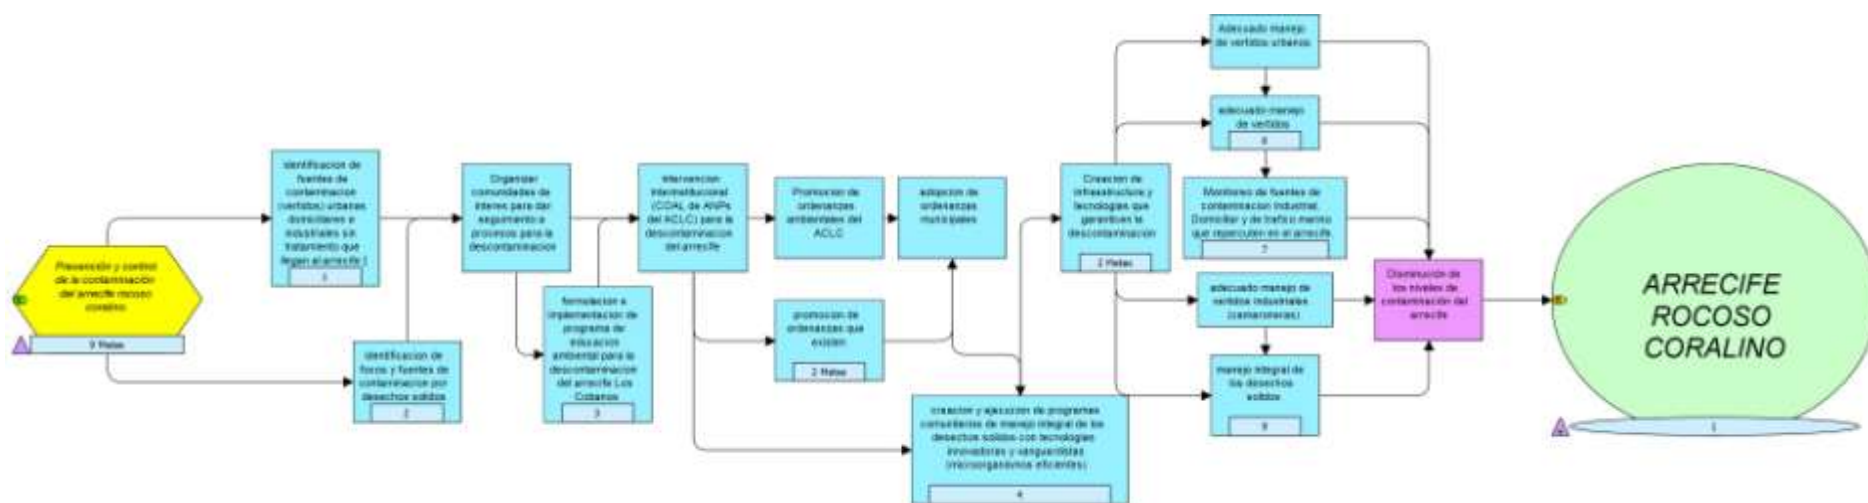 Prevención y control
de la contaminación
del arrecife rocoso
coralino
9 Metas
identificacion de
fuentes de
contaminacion
(vertidos) urbanas
domiciliares e
industriales sin
tratamiento que
llegan al arrecife
1
identificacion de
focos y fuentes de
contaminacion por
desechos solidos
2
Organizar
comunidades de
interes para dar
seguimiento a
procesos para la
descontaminacion
formulacion e
implementacion de
programa de
educacion
ambiental para la
descontaminacion
del arrecife Los
Cobanos
3
intervencion
interinstitucional
(COAL de ANPs
del ACLC) para la
descontaminacion
del arrecife
Promocion de
ordenanzas
ambientales del
ACLC
adopcion de
ordenanzas
municipales
promocion de
ordenanzas que
existen
2 Metas
creacion y ejecucion de programas
comunitarios de manejo integral de los
desechos solidos con tecnologias
innovadoras y vanguardistas
(microorganismos eficientes)
4
Creacion de
infraestructura y
tecnologias que
garanticen la
descontaminacion
2 Metas
Adecuado manejo
de vertidos urbanos
adecuado manejo
de vertidos
6
Monitoreo de fuentes de
contaminacion Industrial,
Domiciliar y de trafico marino
que repercuten en el arrecife
7
adecuado manejo de
vertidos industriales
(camaroneras)
manejo integral de
los desechos
solidos
9
Disminución de
los niveles de
contaminación del
arrecife
ARRECIFE
ROCOSO
CORALINO
1